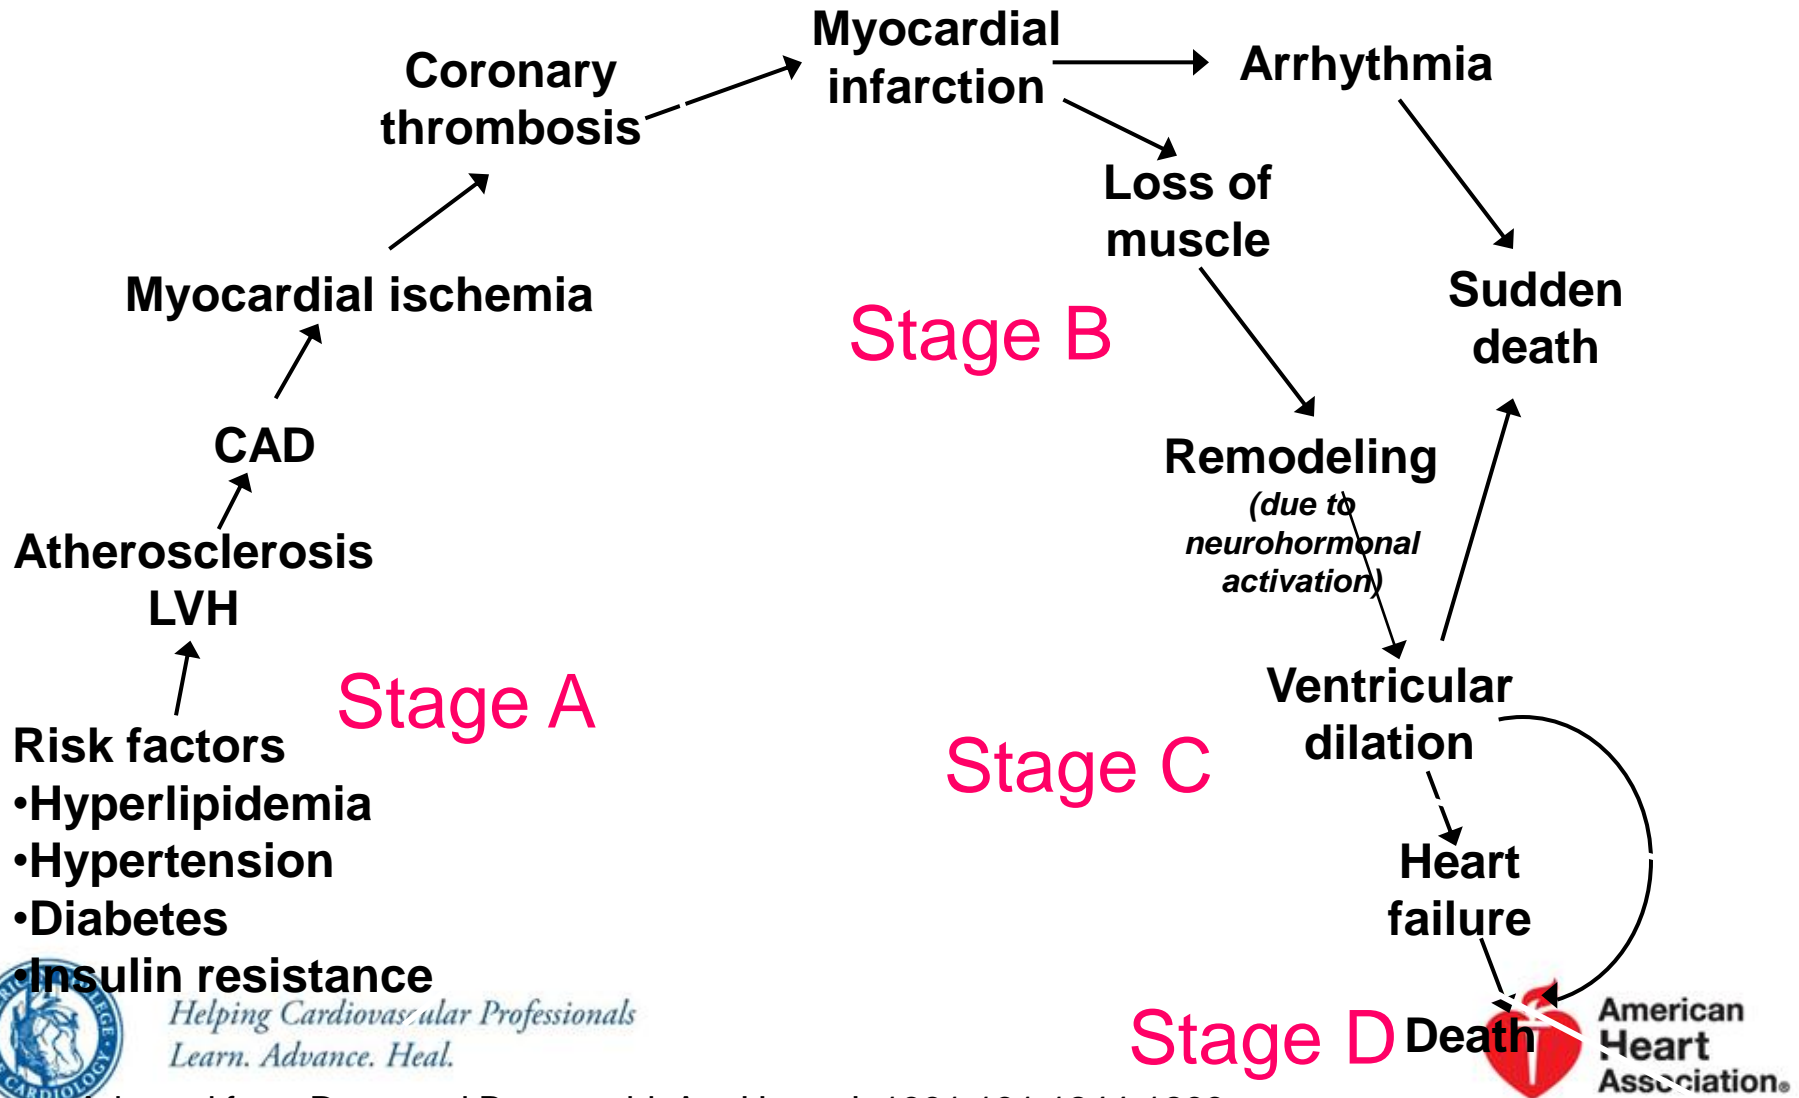 Myocardial
infarction
Arrhythmia
Coronary
thrombosis
Loss of
muscle
Myocardial ischemia
Sudden
death
Stage B
CAD
Remodeling
(due to
neurohormonal
activation)
Atherosclerosis
LVH
Stage A
Ventricular
dilation
Stage C
Risk factors
•Hyperlipidemia
•Hypertension
•Diabetes
•Insulin resistance
Heart
failure
Helping Cardiovascular Professionals
Learn. Advance. Heal.
Stage D
Death
American
Heart
Association®
CARDIOLOGY